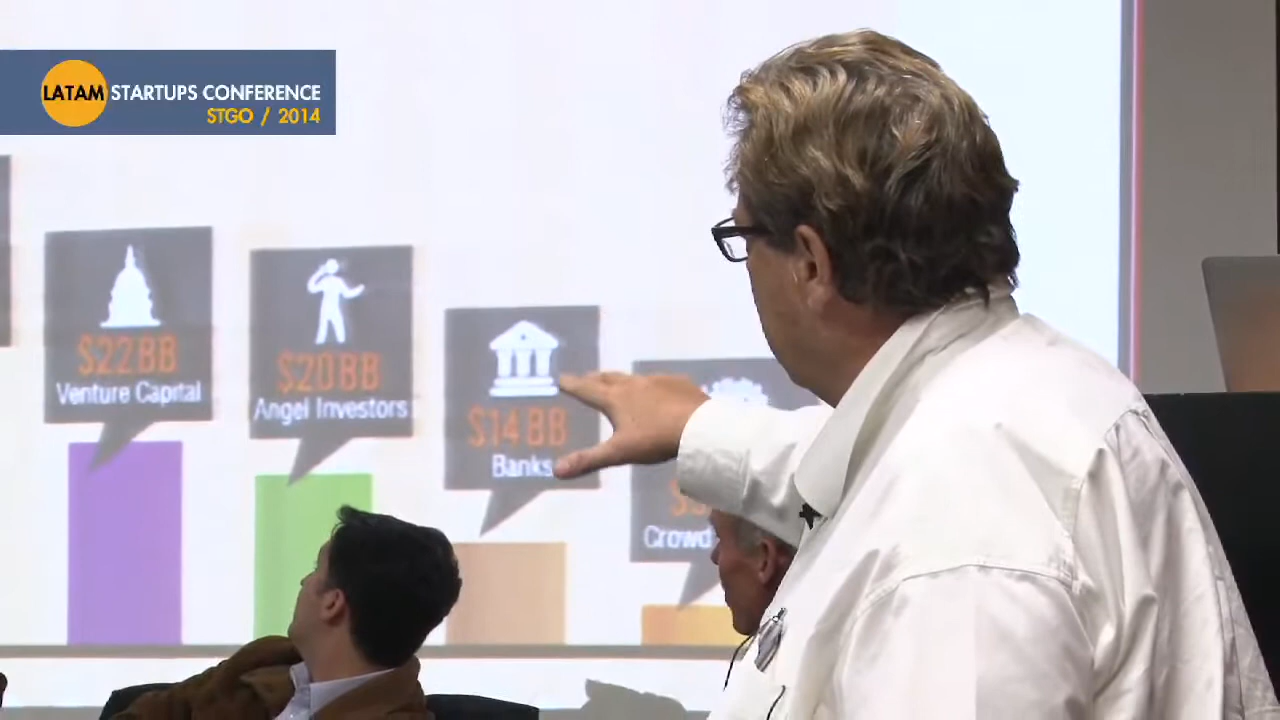 LATAM STARTUPS CONFERENCE
STGO / 2014
$22BB
Venture Capital
$20BB
Angel Investors
$14BB
Banks
Crowd